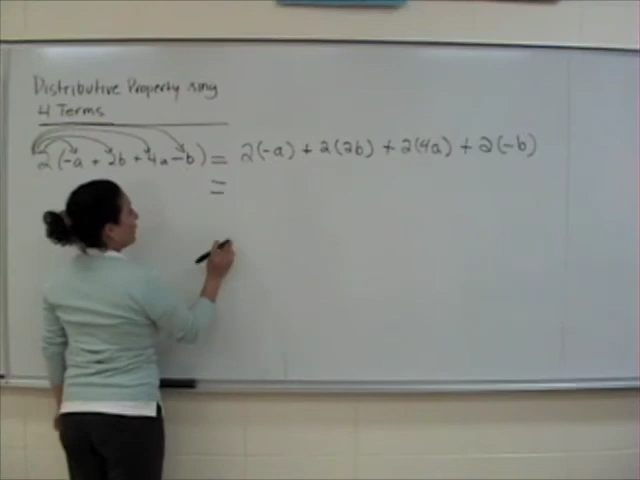 Distributive Property using
4 Terms
2(-a + 2b + 4a - b) = 2(-a) + 2(2b) + 2(4a) + 2(-b)
=